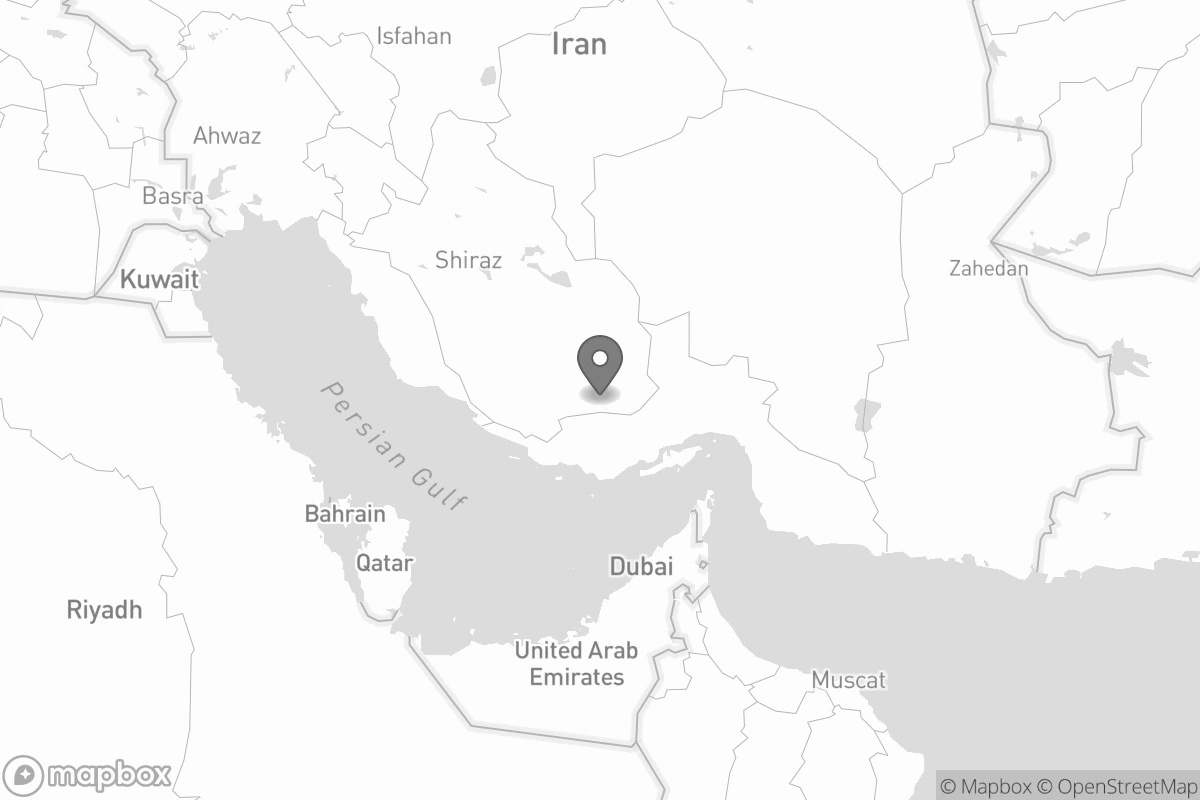 Isfahan
Iran
Ahwaz
Basra
Shiraz
Zahedan
Kuwait
Persian Gulf
Bahrain
Qatar
Dubai
Riyadh
United Arab
Emirates
Muscat
mapbox
© Mapbox © OpenStreetMap